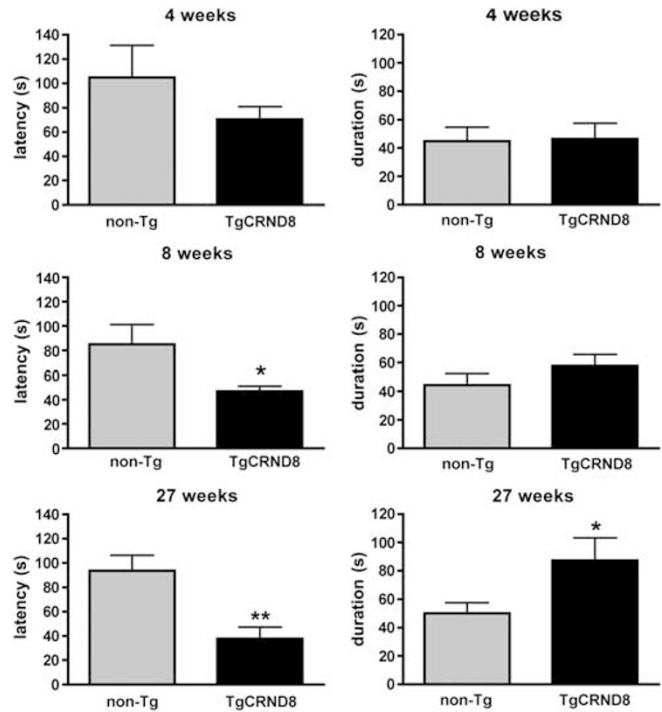 4 weeks
latency (s)
140
120
100
80
60
40
20
0
non-Tg
TgCRND8
4 weeks
duration (s)
120
100
80
60
40
20
0
non-Tg
TgCRND8
8 weeks
latency (s)
140
120
100
80
60
40
20
0
*
non-Tg
TgCRND8
8 weeks
duration (s)
120
100
80
60
40
20
0
non-Tg
TgCRND8
27 weeks
latency (s)
140
120
100
80
60
40
20
0
**
non-Tg
TgCRND8
27 weeks
duration (s)
120
100
80
60
40
20
0
*
non-Tg
TgCRND8